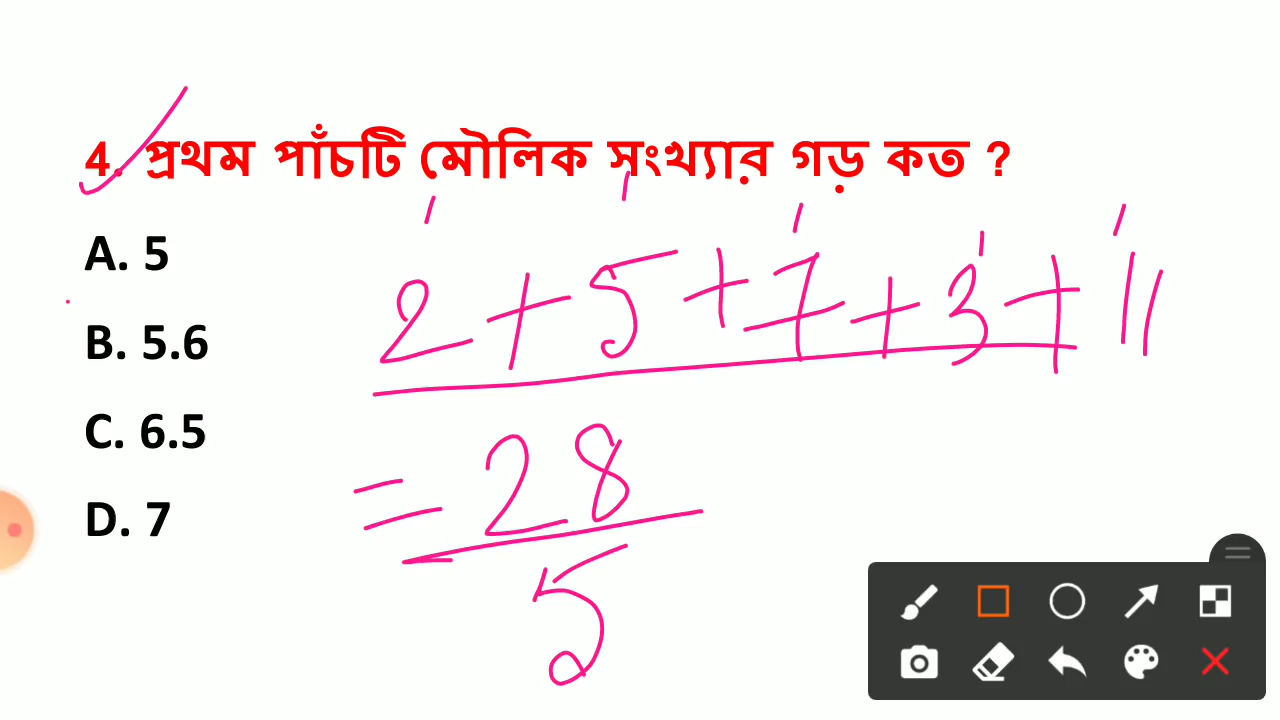 4. প্রথম পাঁচটি মৌলিক সংখ্যার গড় কত ?
A. 5
B. 5.6
C. 6.5
D. 7
2 + 5 + 7 + 3 + 11
= 28
5